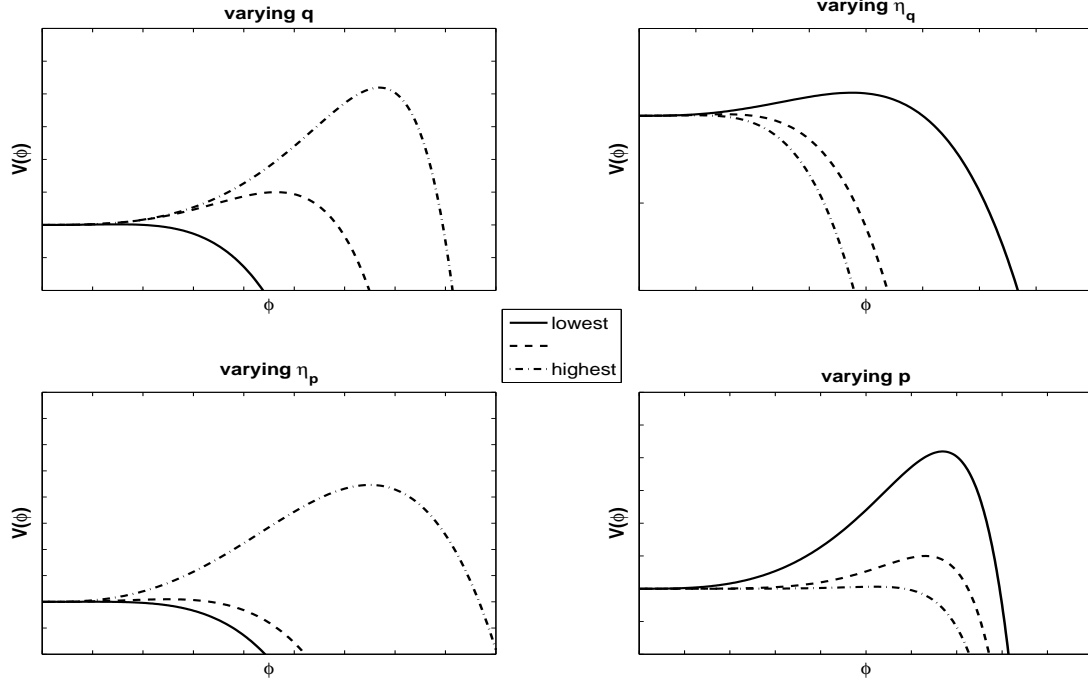 varying q
V(ϕ)
ϕ
varying η_q
V(ϕ)
ϕ
lowest
highest
varying η_p
V(ϕ)
ϕ
varying p
V(ϕ)
ϕ